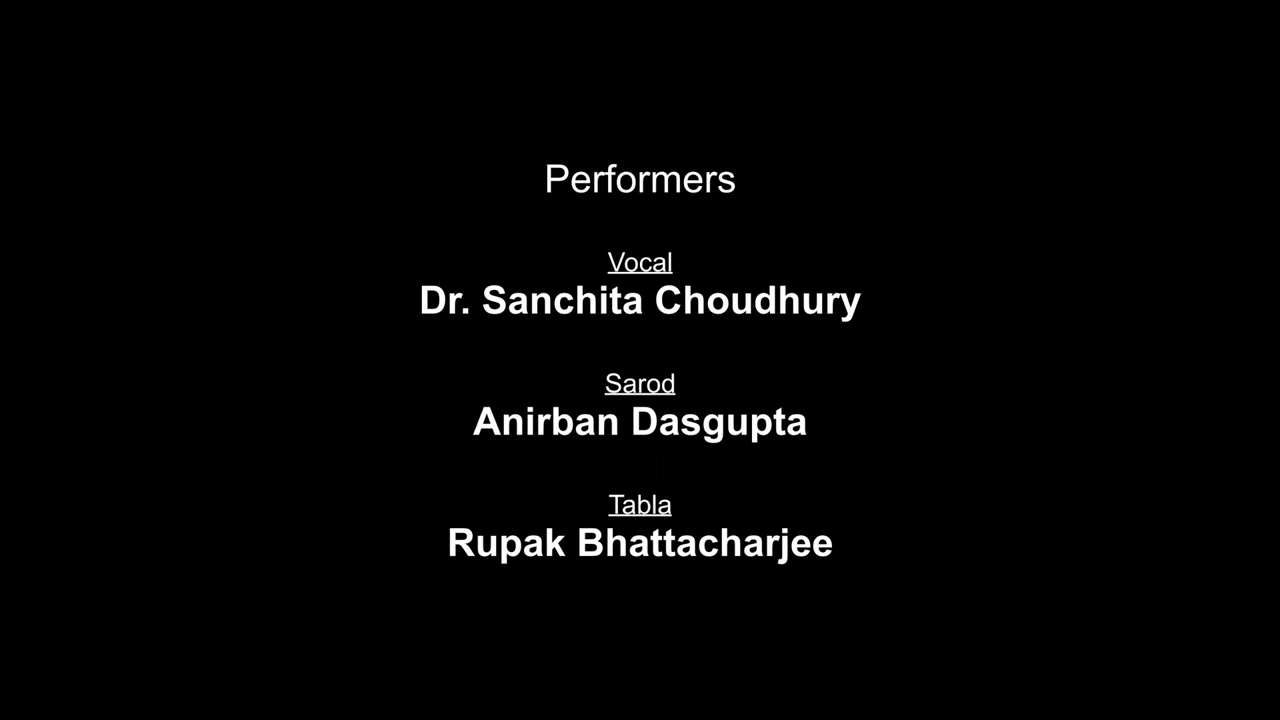 Performers
Vocal
Dr. Sanchita Choudhury
Sarod
Anirban Dasgupta
Tabla
Rupak Bhattacharjee